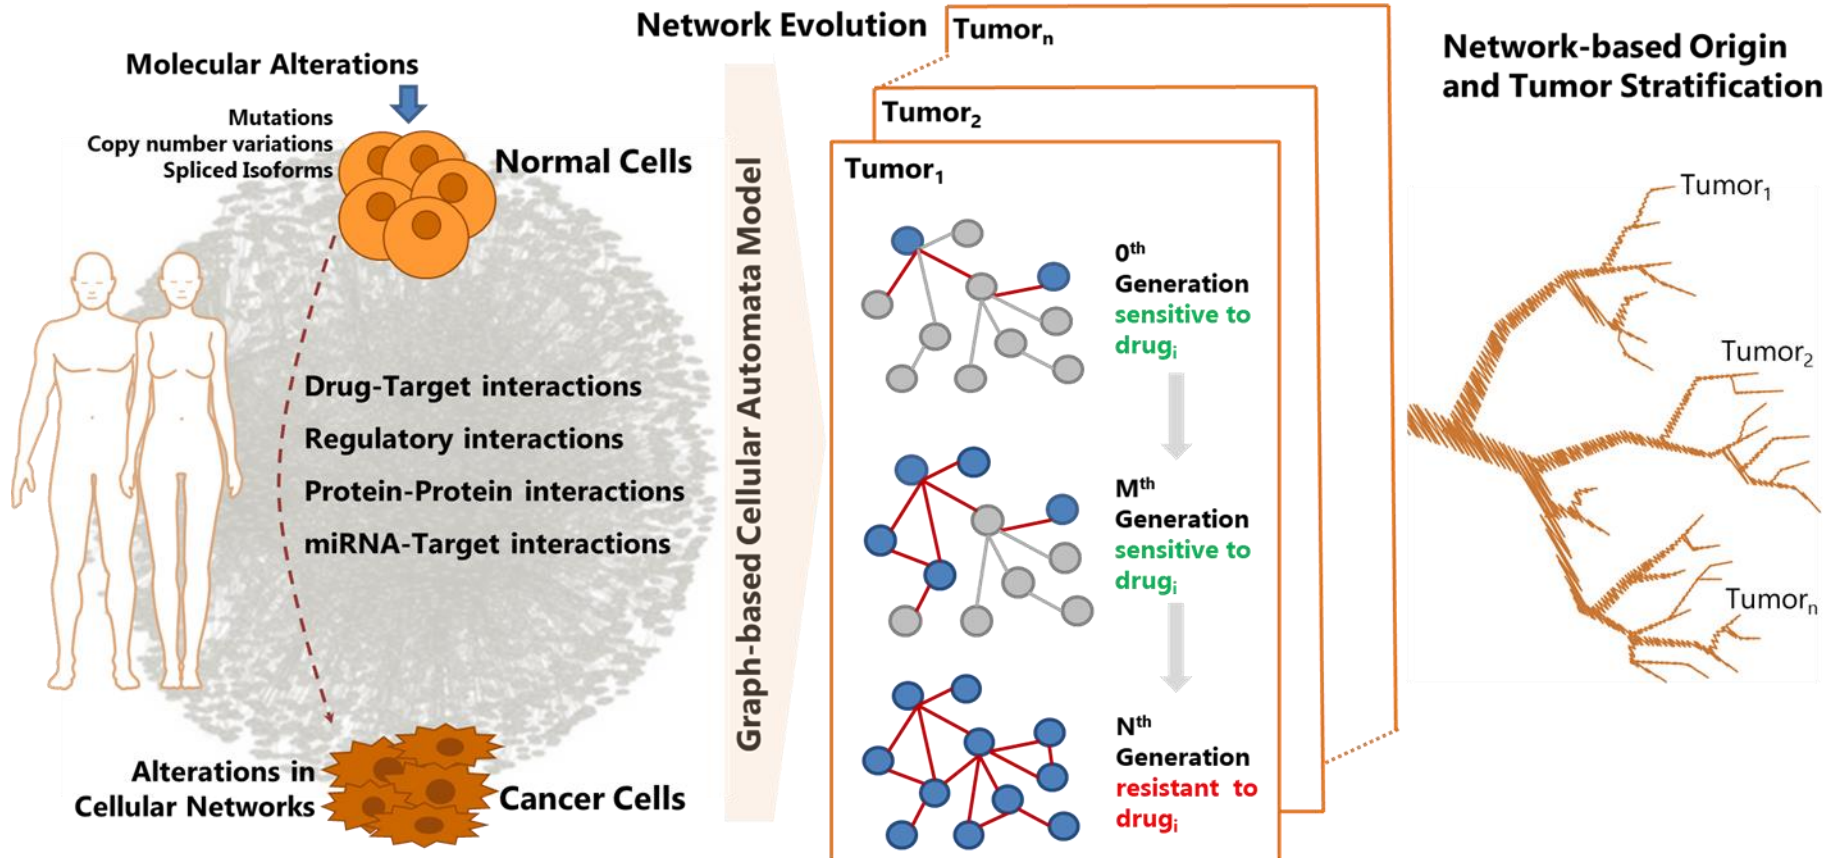 Molecular Alterations
Mutations
Copy number variations
Spliced Isoforms
Normal Cells
Drug-Target interactions
Regulatory interactions
Protein-Protein interactions
miRNA-Target interactions
Alterations in
Cellular Networks
Cancer Cells
Network Evolution
Graph-based Cellular Automata Model
Tumorₙ
Tumor₂
Tumor₁
0ᵗʰ
Generation
sensitive to
drugᵢ
Mᵗʰ
Generation
sensitive to
drugᵢ
Nᵗʰ
Generation
resistant to
drugᵢ
Network-based Origin
and Tumor Stratification
Tumor₁
Tumor₂
Tumorₙ